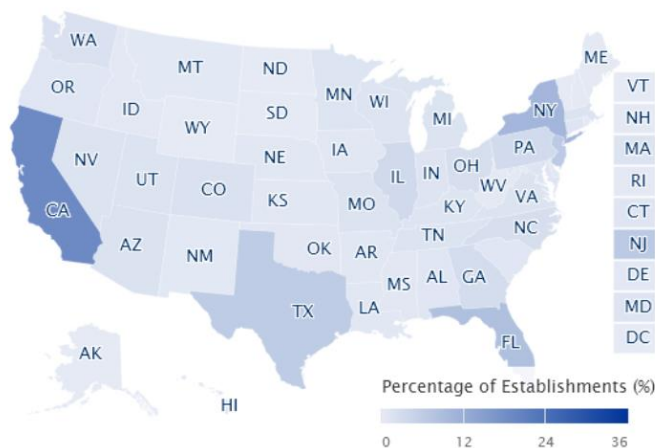 WA
MT
ND
ME
VT
OR
ID
MN
WI
NY
NH
SD
MI
WY
MA
IA
PA
NE
RI
NV
OH
IL
IN
UT
CO
WV
CT
CA
KS
MO
KY
VA
NJ
TN
NC
AZ
NM
OK
AR
DE
MS
AL
GA
MD
TX
LA
DC
FL
AK
HI
Percentage of Establishments (%)
0 12 24 36